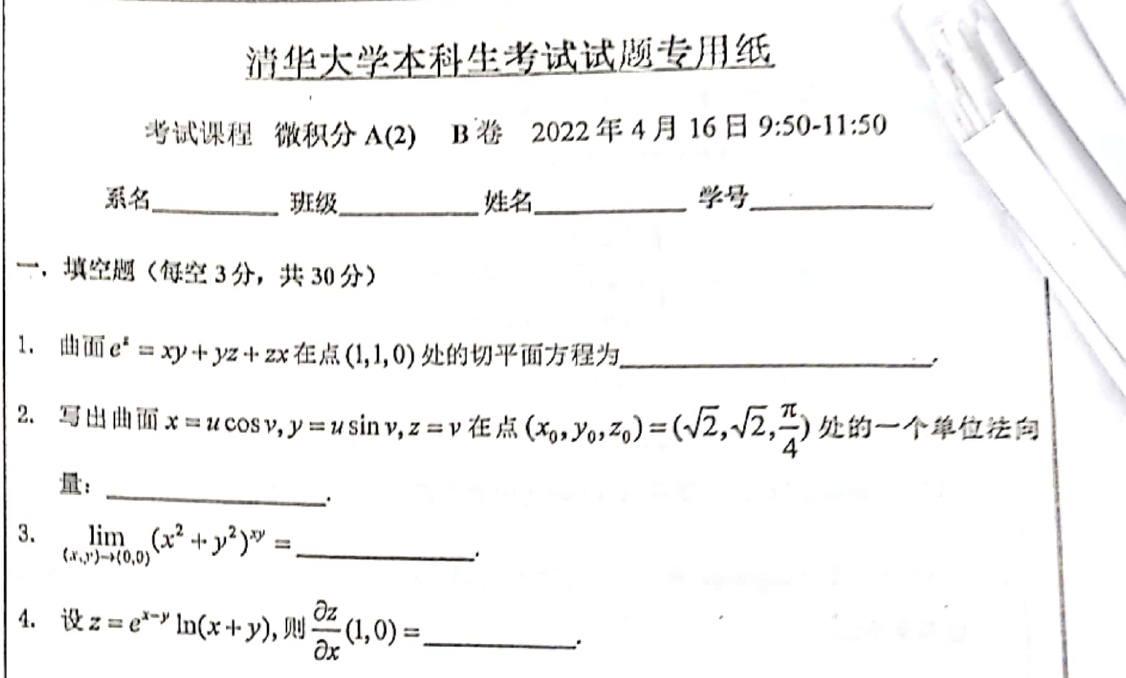 清华大学本科生考试试题专用纸
考试课程 微积分 A(2) B 卷 2022 年 4 月 16 日 9:50-11:50
系名____________ 班级____________ 姓名____________ 学号____________
一. 填空题（每空 3 分，共 30 分）
1. 曲面 $e^z = xy + yz + zx$ 在点 (1,1,0) 处的切平面方程为____________.
2. 写出曲面 $x = u\cos v, y = u\sin v, z = v$ 在点 $(x_0, y_0, z_0) = (\sqrt{2}, \sqrt{2}, \frac{\pi}{4})$ 处的一个单位法向
量：____________.
3. $\lim_{(x,y)\to(0,0)} (x^2 + y^2)^{xy} =$____________.
4. 设 $z = e^{x-y}\ln(x+y)$, 则 $\frac{\partial z}{\partial x}(1,0) =$____________.